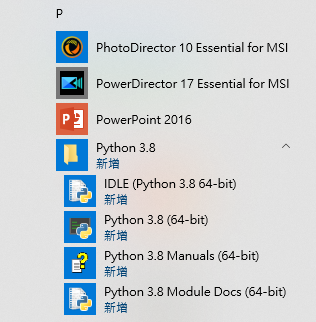 P
PhotoDirector 10 Essential for MSI
PowerDirector 17 Essential for MSI
PowerPoint 2016
Python 3.8
新增
IDLE (Python 3.8 64-bit)
新增
Python 3.8 (64-bit)
新增
Python 3.8 Manuals (64-bit)
新增
Python 3.8 Module Docs (64-bit)
新增